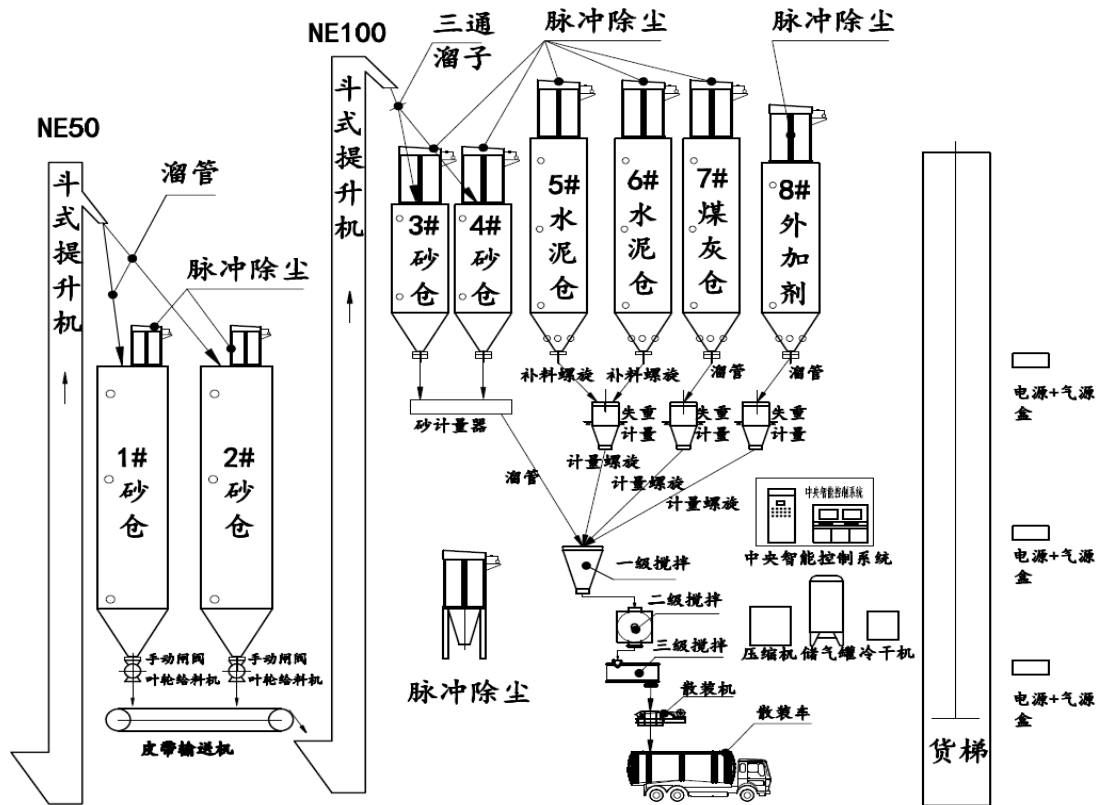 NE50
斗式提升机
溜管
脉冲除尘
1#
砂
仓
2#
砂
仓
手动闸阀
叶轮给料机
手动闸阀
叶轮给料机
皮带输送机
NE100
斗式提升机
三通
溜子
脉冲除尘
脉冲除尘
3#
砂
仓
4#
砂
仓
5#
水
泥
仓
6#
水
泥
仓
7#
煤
灰
仓
8#
外
加
剂
补料螺旋
补料螺旋
溜管
溜管
砂计量器
失重
计量
失重
计量
失重
计量
溜管
计量螺旋
计量螺旋
计量螺旋
一级搅拌
二级搅拌
三级搅拌
散装机
散装车
脉冲除尘
中央智能控制系统
中央智能控制系统
压缩机
储气罐
冷干机
货梯
电源+气源
盒
电源+气源
盒
电源+气源
盒